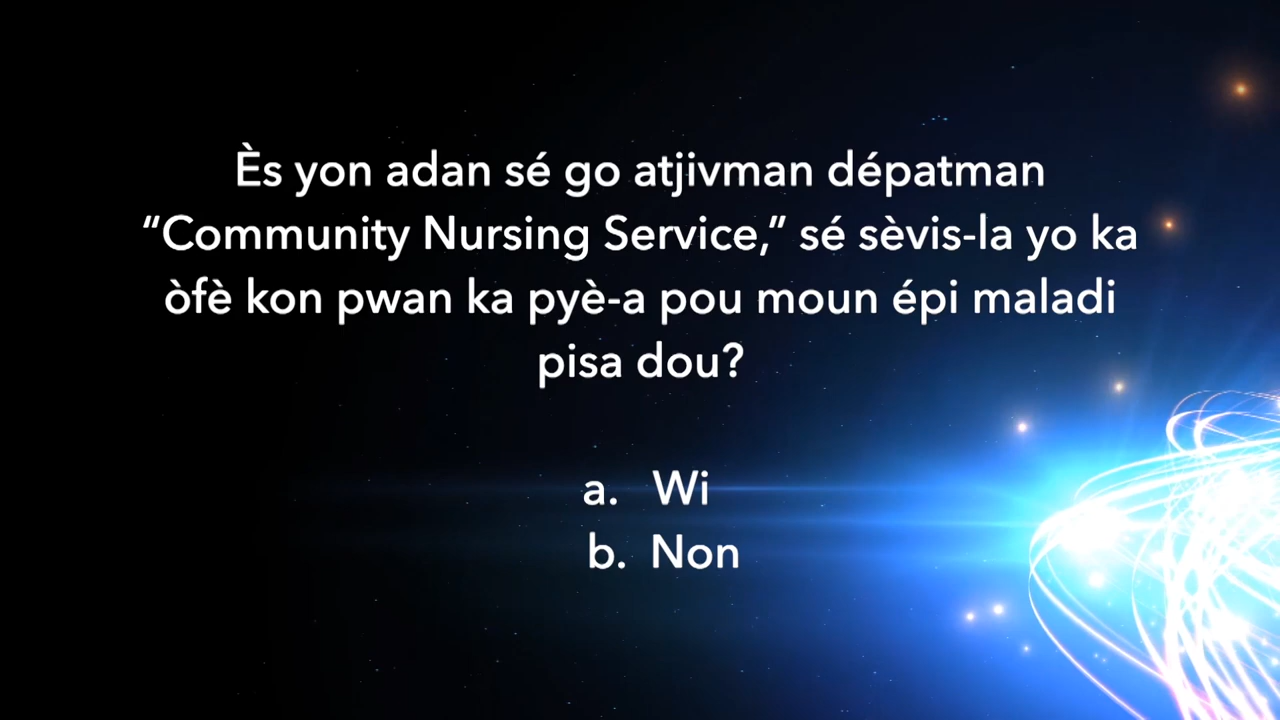 Ès yon adan sé go atjivman dépatman
“Community Nursing Service,” sé sèvis-la yo ka
òfè kon pwan ka pyè-a pou moun épi maladi
pisa dou?
a. Wi
b. Non